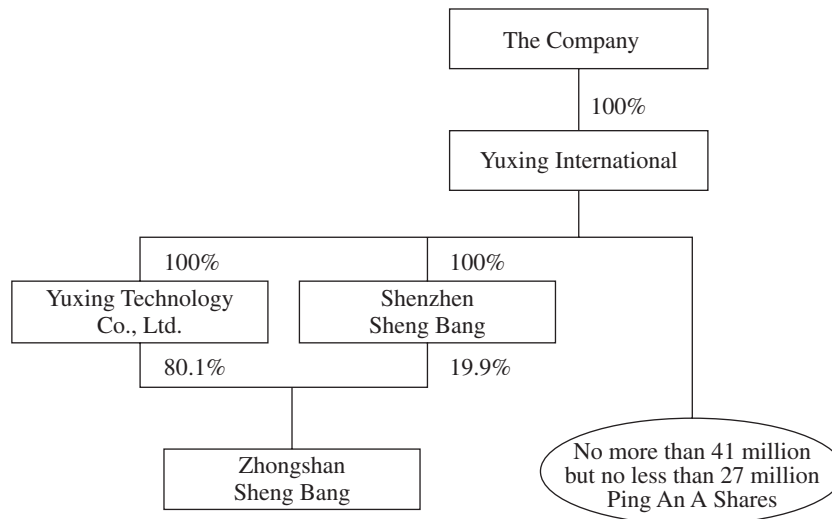 The Company
100%
Yuxing International
100%
100%
Yuxing Technology
Co., Ltd.
Shenzhen
Sheng Bang
80.1%
19.9%
Zhongshan
Sheng Bang
No more than 41 million
but no less than 27 million
Ping An A Shares